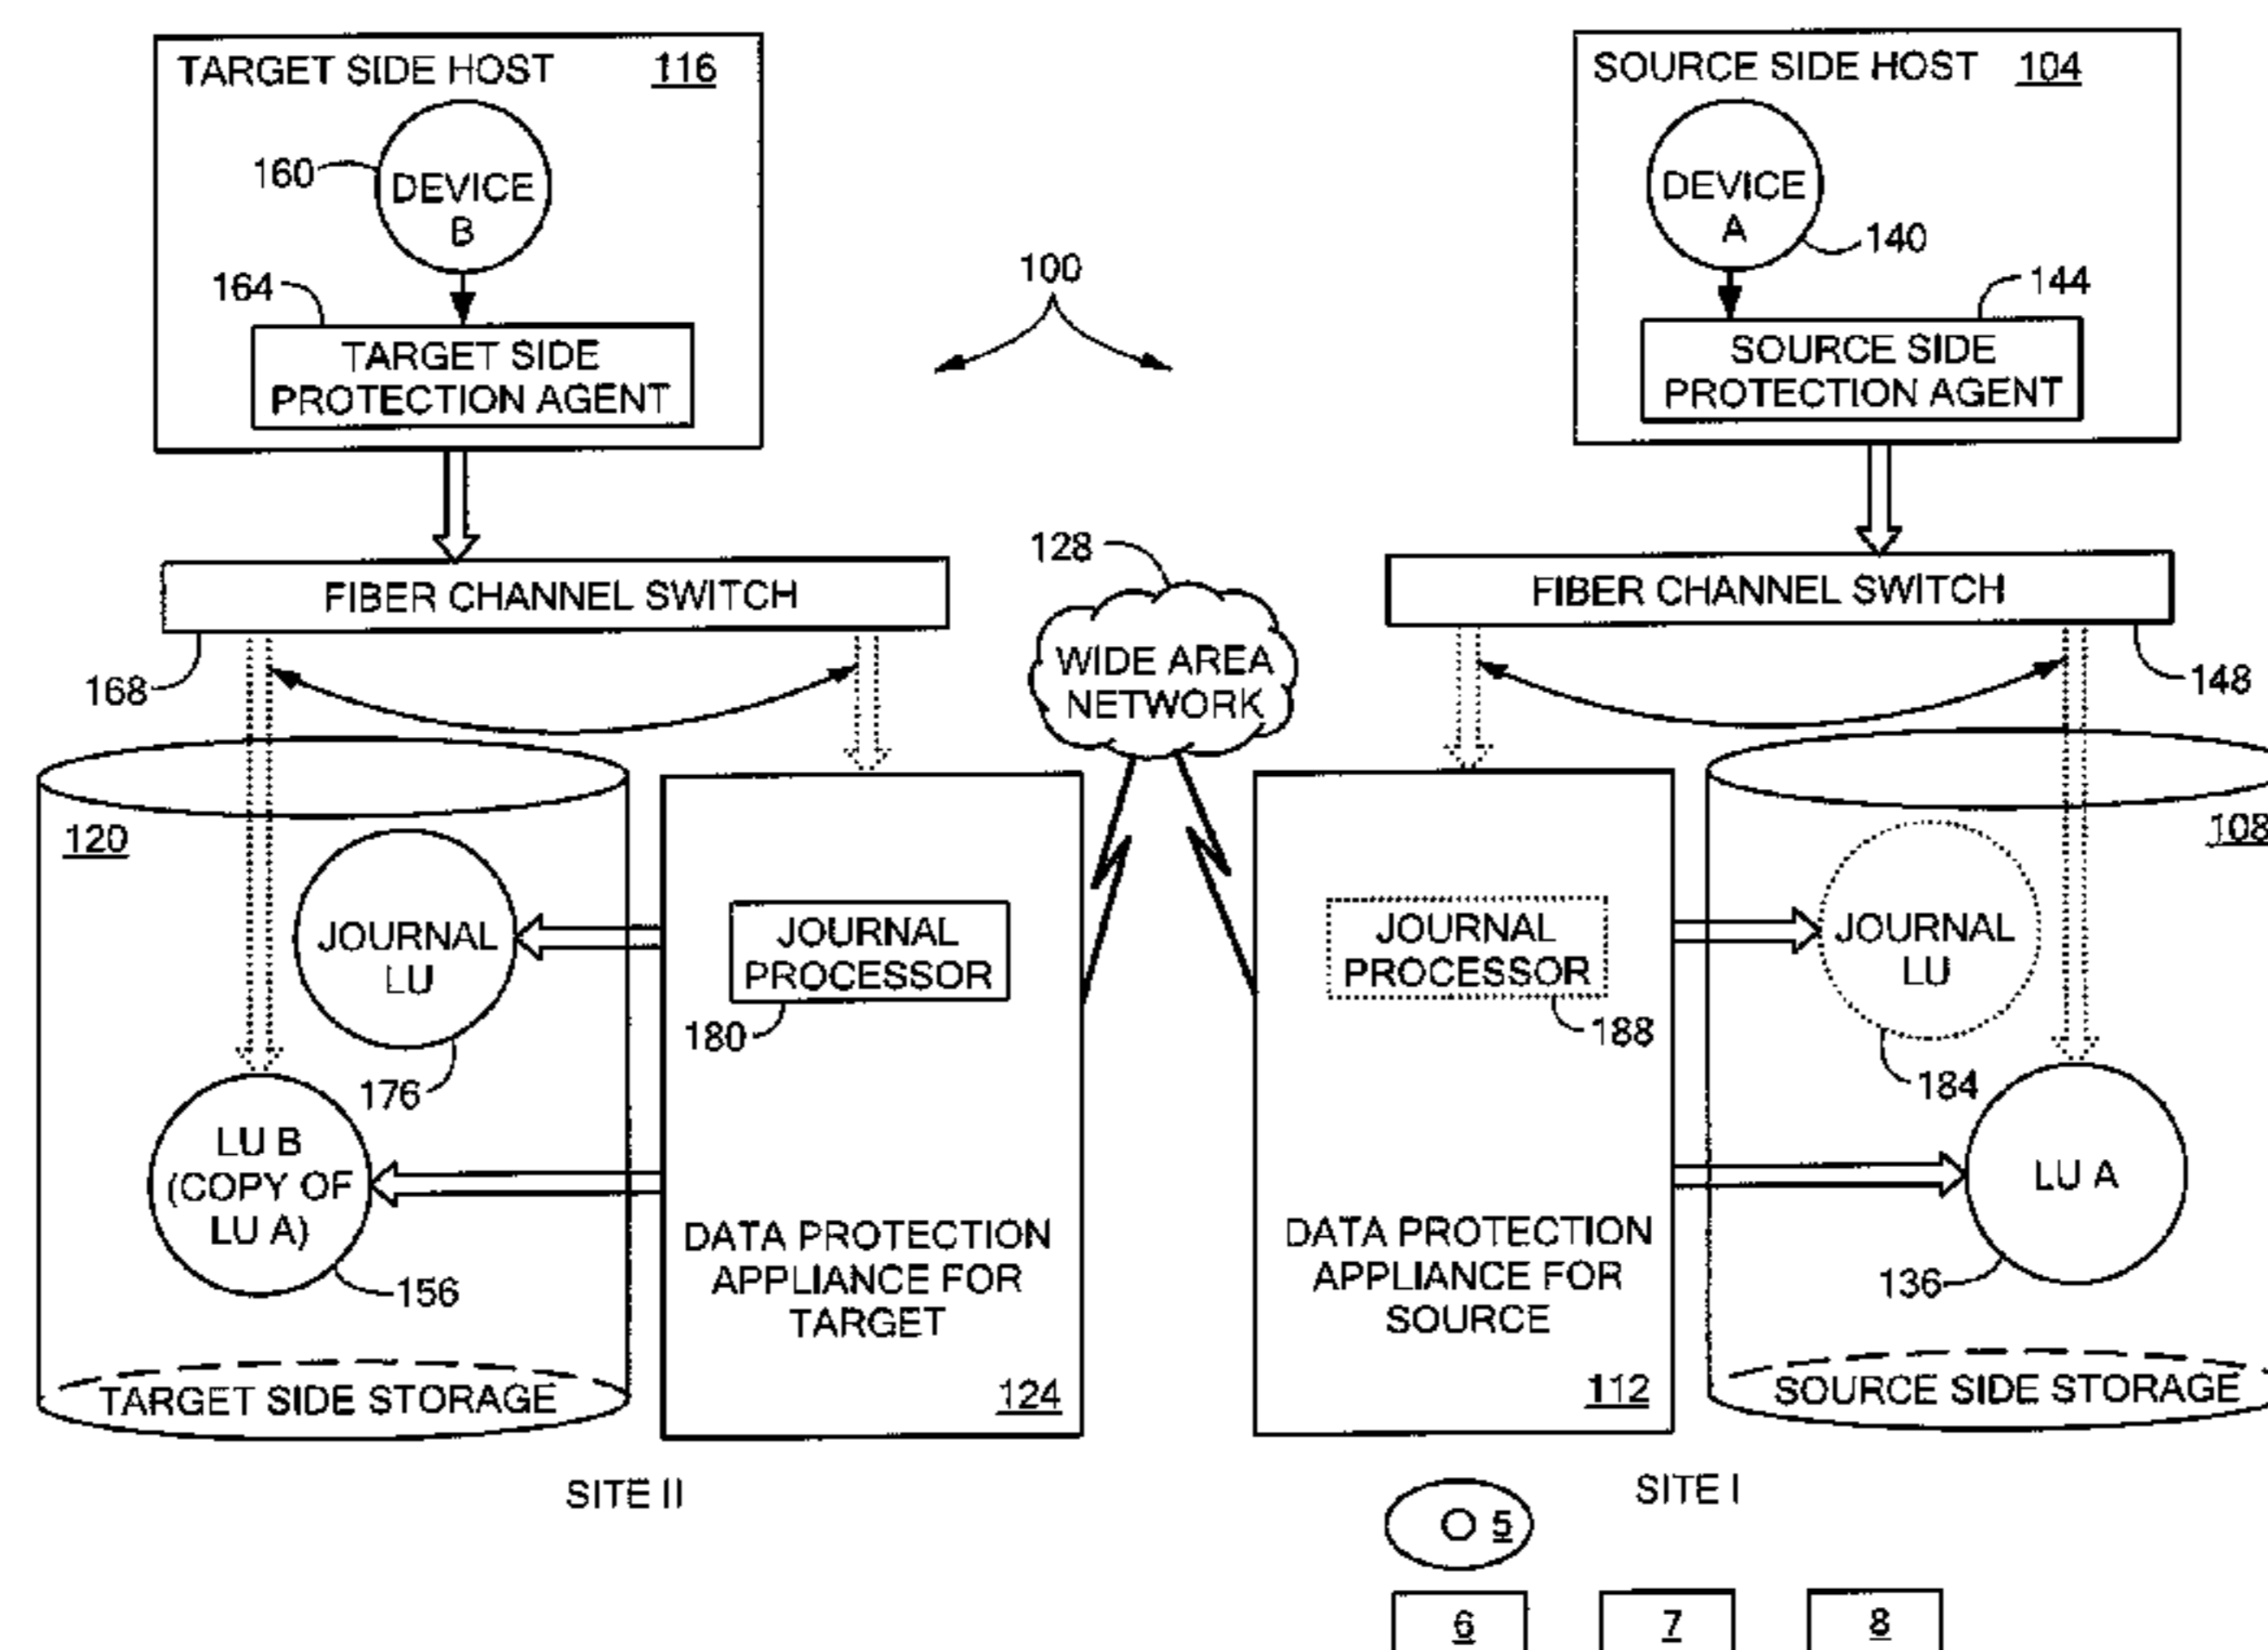 TARGET SIDE HOST 116
160
DEVICE
B
164
TARGET SIDE
PROTECTION AGENT
100
SOURCE SIDE HOST 104
DEVICE
A
140
144
SOURCE SIDE
PROTECTION AGENT
FIBER CHANNEL SWITCH
168
128
WIDE AREA
NETWORK
FIBER CHANNEL SWITCH
148
120
JOURNAL
LU
176
LU B
(COPY OF
LU A)
156
TARGET SIDE STORAGE
JOURNAL
PROCESSOR
180
DATA PROTECTION
APPLIANCE FOR
TARGET
124
JOURNAL
PROCESSOR
188
DATA PROTECTION
APPLIANCE FOR
SOURCE
112
108
JOURNAL
LU
184
LU A
136
SOURCE SIDE STORAGE
SITE II
SITE I
5
6
7
8